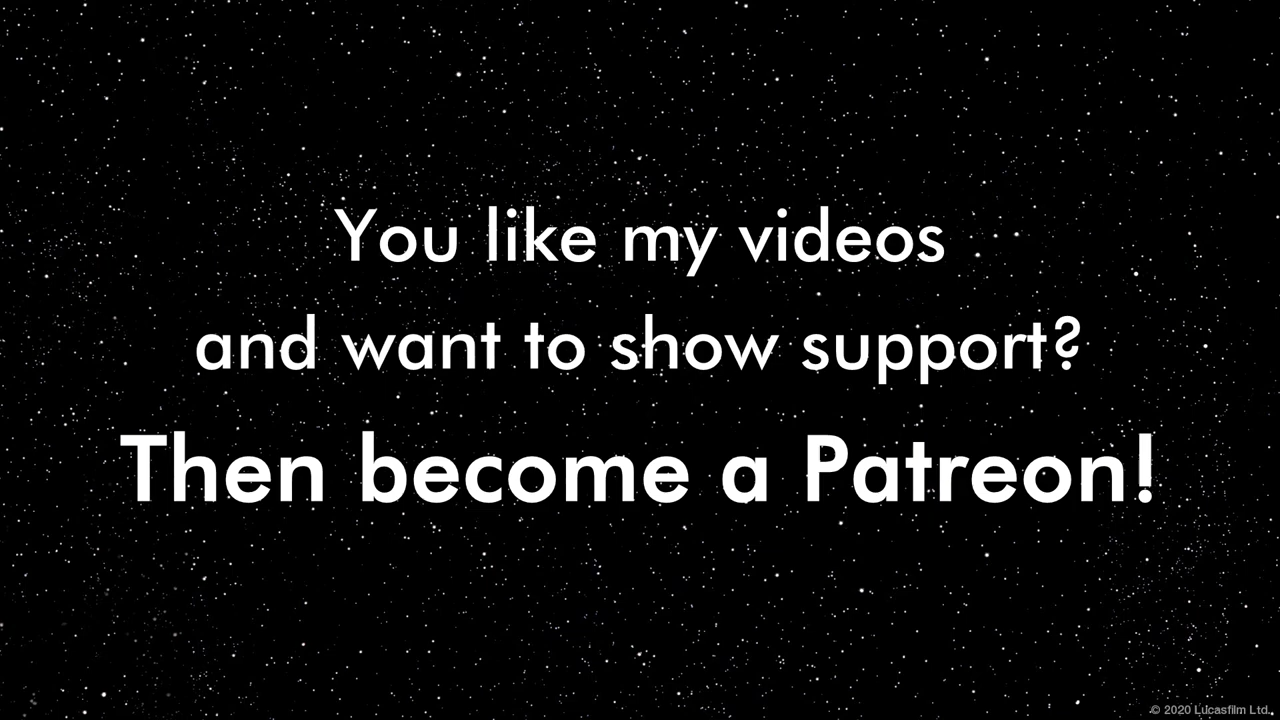 You like my videos
and want to show support?
Then become a Patreon!
© 2020 Lucasfilm Ltd.